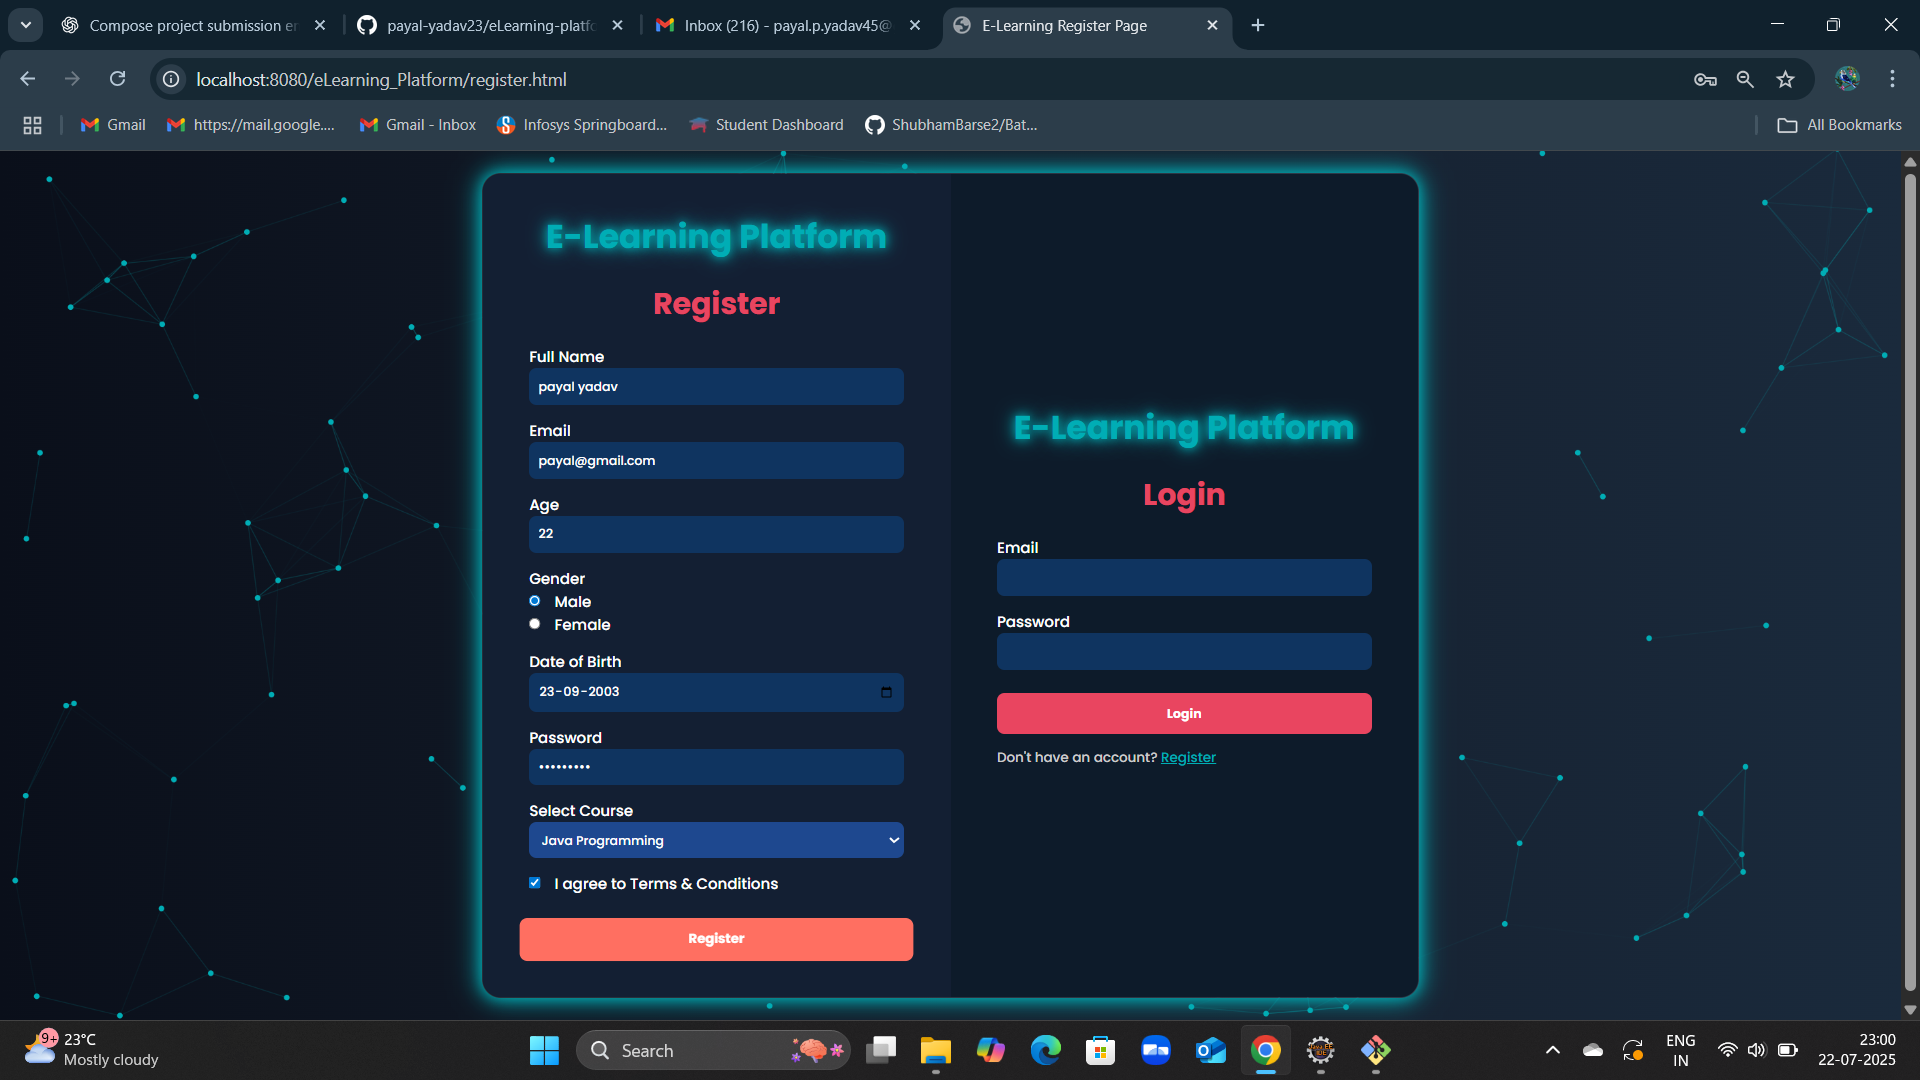 Compose project submission en
payal-yadav23/eLearning-platfo
Inbox (216) - payal.p.yadav45@
E-Learning Register Page
localhost:8080/eLearning_Platform/register.html
Gmail
https://mail.google....
Gmail - Inbox
Infosys Springboard...
Student Dashboard
ShubhamBarse2/Bat...
All Bookmarks
E-Learning Platform
Register
Full Name
payal yadav
Email
payal@gmail.com
Age
22
Gender
Male
Female
Date of Birth
23-09-2003
Password
•••••••••
Select Course
Java Programming
I agree to Terms & Conditions
Register
E-Learning Platform
Login
Email
Password
Login
Don't have an account? Register
9+
23°C
Mostly cloudy
Search
ENG
IN
23:00
22-07-2025